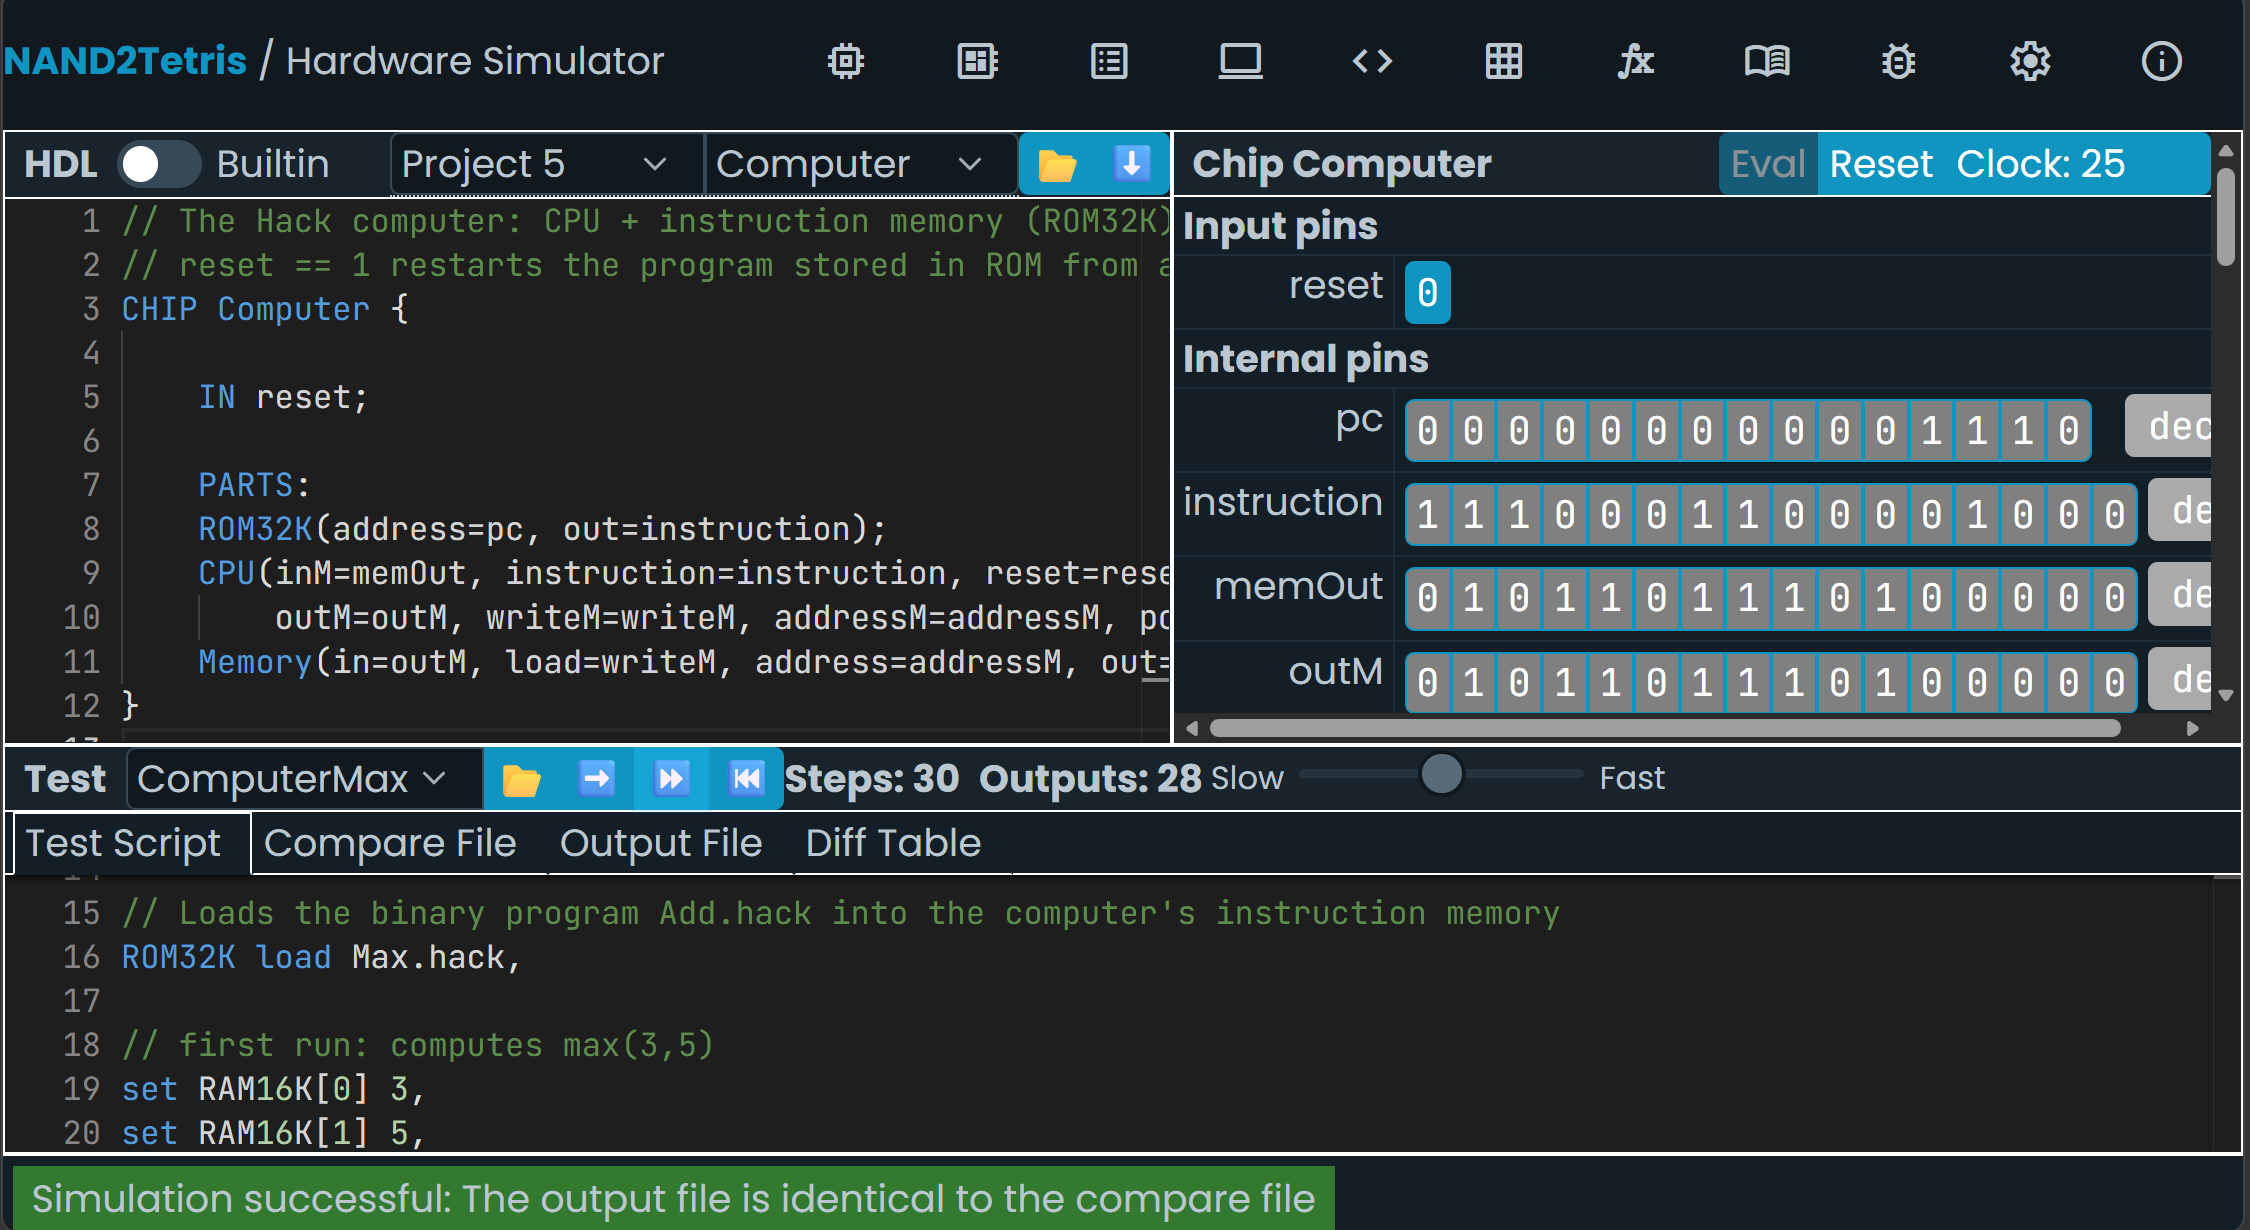 NAND2Tetris / Hardware Simulator
HDL Builtin Project 5 Computer
1 // The Hack computer: CPU + instruction memory (ROM32K)
2 // reset == 1 restarts the program stored in ROM from a
3 CHIP Computer {
4
5 IN reset;
6
7 PARTS:
8 ROM32K(address=pc, out=instruction);
9 CPU(inM=memOut, instruction=instruction, reset=rese
10 outM=outM, writeM=writeM, addressM=addressM, pc
11 Memory(in=outM, load=writeM, address=addressM, out=
12 }
Chip Computer Eval Reset Clock: 25
Input pins
reset 0
Internal pins
pc 0 0 0 0 0 0 0 0 0 0 0 1 1 1 0 dec
instruction 1 1 1 0 0 0 1 1 0 0 0 0 1 0 0 0 de
memOut 0 1 0 1 1 0 1 1 1 0 1 0 0 0 0 0 de
outM 0 1 0 1 1 0 1 1 1 0 1 0 0 0 0 0 de
Test ComputerMax Steps: 30 Outputs: 28 Slow Fast
Test Script Compare File Output File Diff Table
15 // Loads the binary program Add.hack into the computer's instruction memory
16 ROM32K load Max.hack,
17
18 // first run: computes max(3,5)
19 set RAM16K[0] 3,
20 set RAM16K[1] 5,
Simulation successful: The output file is identical to the compare file